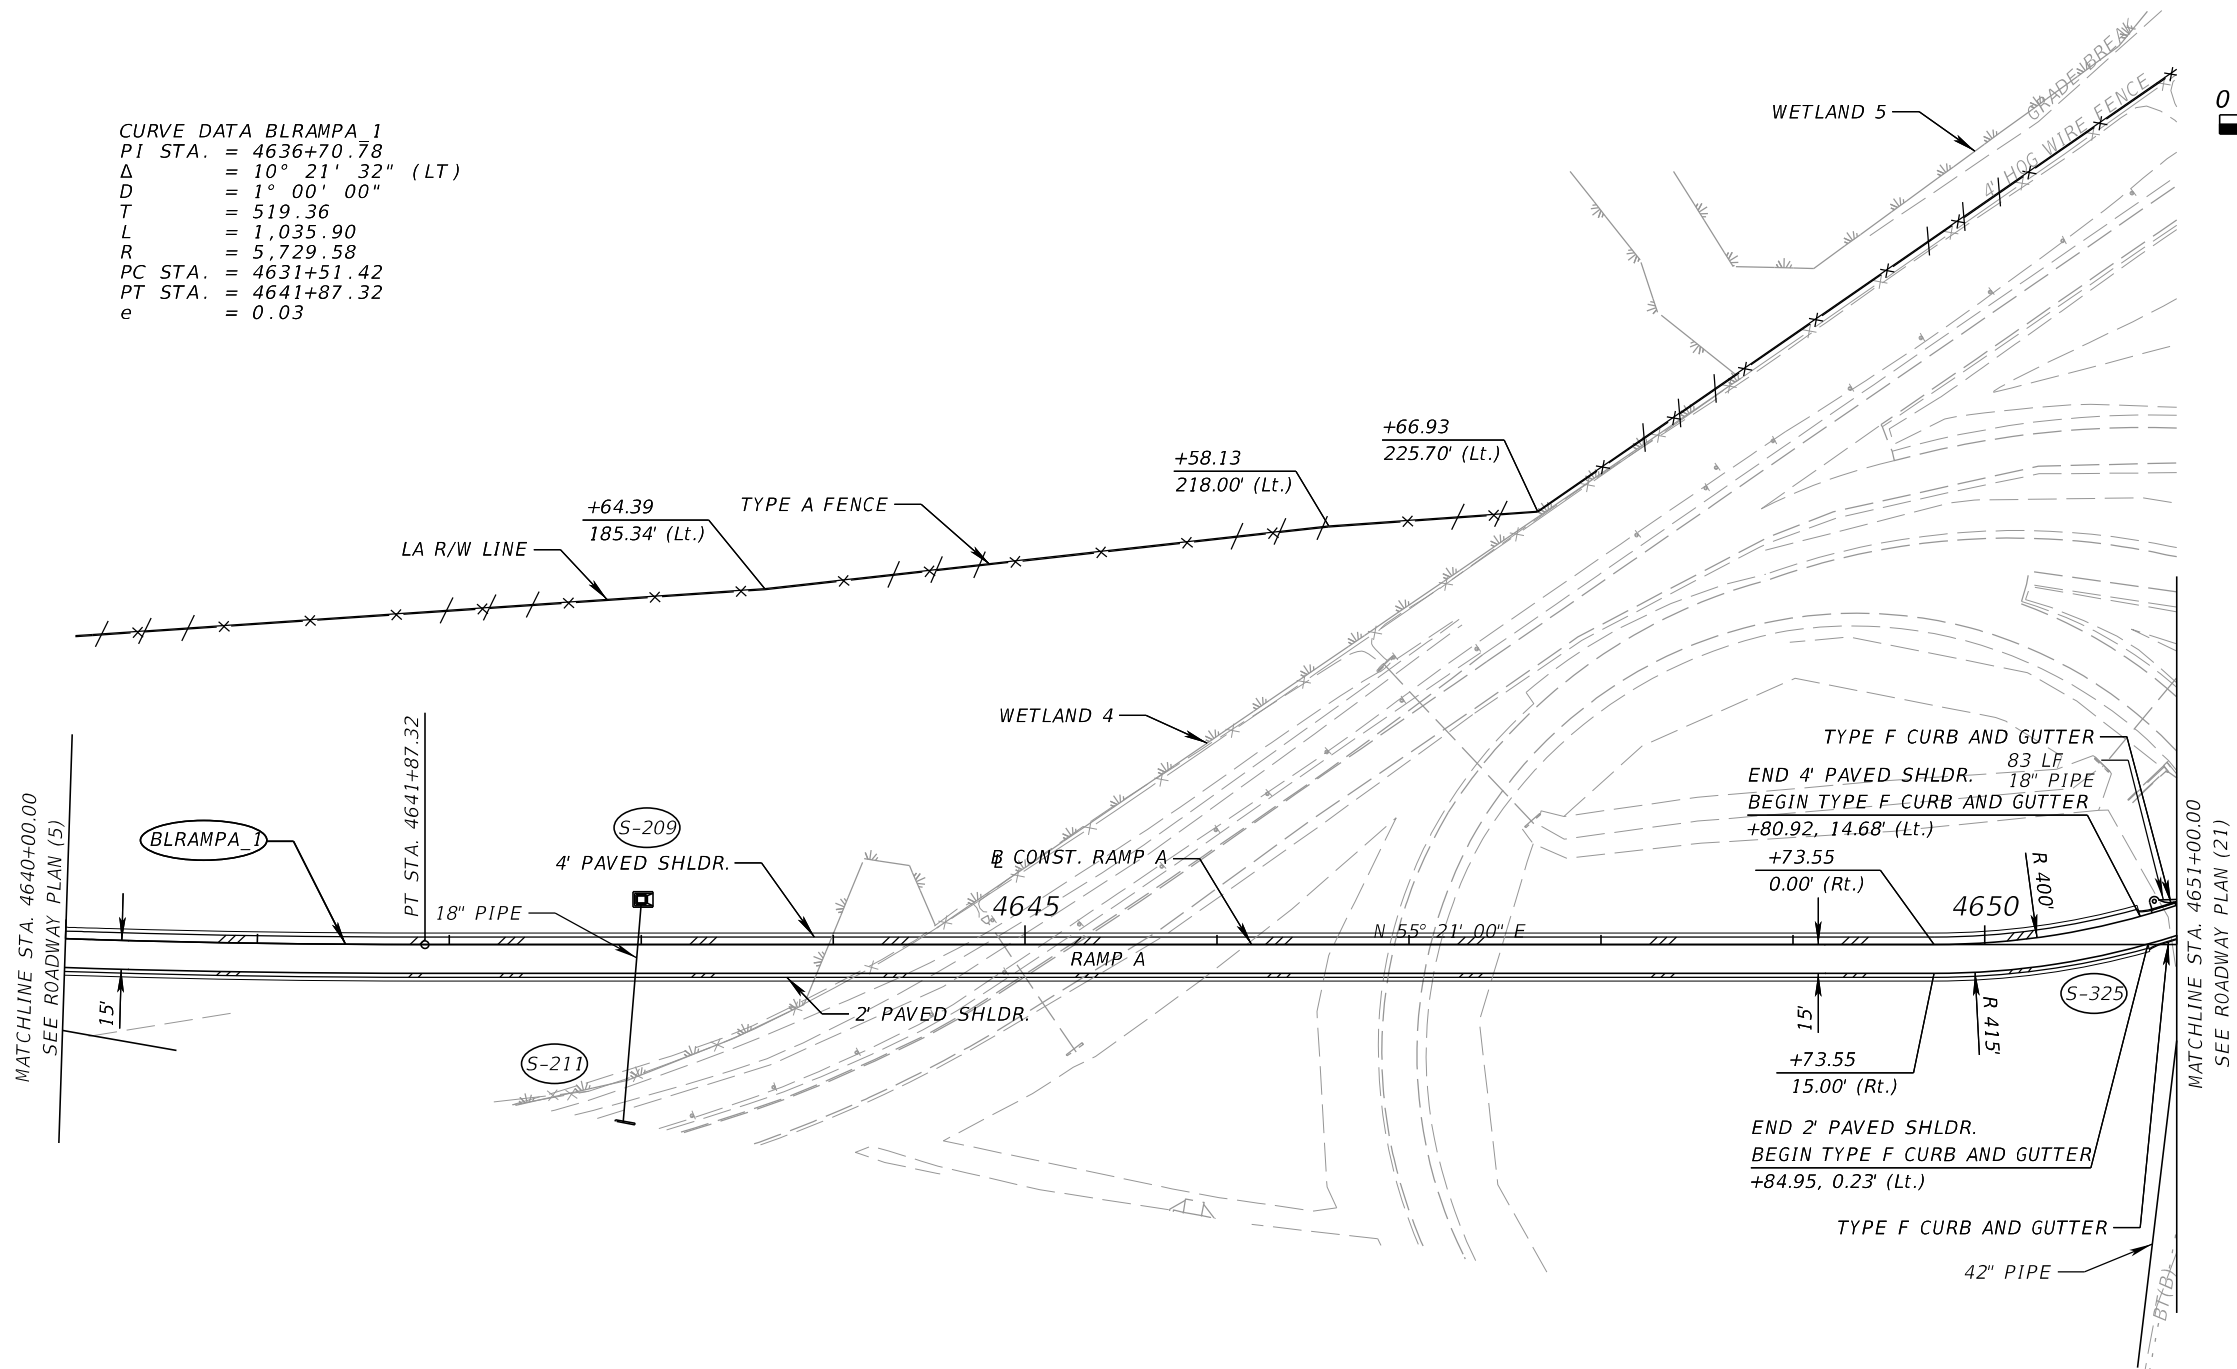 CURVE DATA BLRAMPA_1
PI STA. = 4636+70.78
Δ = 10° 21' 32" (LT)
D = 1° 00' 00"
T = 519.36
L = 1,035.90
R = 5,729.58
PC STA. = 4631+51.42
PT STA. = 4641+87.32
e = 0.03
GRADE BREAK
4' HOG WIRE FENCE
0
WETLAND 5
+66.93
225.70' (Lt.)
+58.13
218.00' (Lt.)
+64.39
185.34' (Lt.)
TYPE A FENCE
LA R/W LINE
WETLAND 4
MATCHLINE STA. 4640+00.00
SEE ROADWAY PLAN (5)
BLRAMPA_1
PT STA. 4641+87.32
S-209
4' PAVED SHLDR.
18" PIPE
B CONST. RAMP A
4645
N 55° 21' 00" E
RAMP A
2' PAVED SHLDR.
15'
S-211
TYPE F CURB AND GUTTER
83 LF
18" PIPE
END 4' PAVED SHLDR.
BEGIN TYPE F CURB AND GUTTER
+80.92, 14.68' (Lt.)
+73.55
0.00' (Rt.)
4650
R 400'
S-325
R 415'
15'
+73.55
15.00' (Rt.)
END 2' PAVED SHLDR.
BEGIN TYPE F CURB AND GUTTER
+84.95, 0.23' (Lt.)
TYPE F CURB AND GUTTER
42" PIPE
BT(B)
MATCHLINE STA. 4651+00.00
SEE ROADWAY PLAN (21)